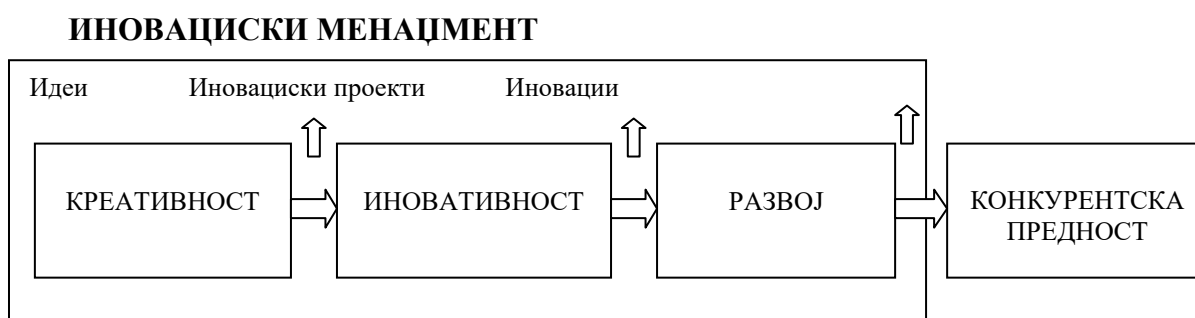 ИНОВАЦИСКИ МЕНАЏМЕНТ
Идеи Иновациски проекти Иновации
КРЕАТИВНОСТ ИНОВАТИВНОСТ РАЗВОЈ КОНКУРЕНТСКА
ПРЕДНОСТ